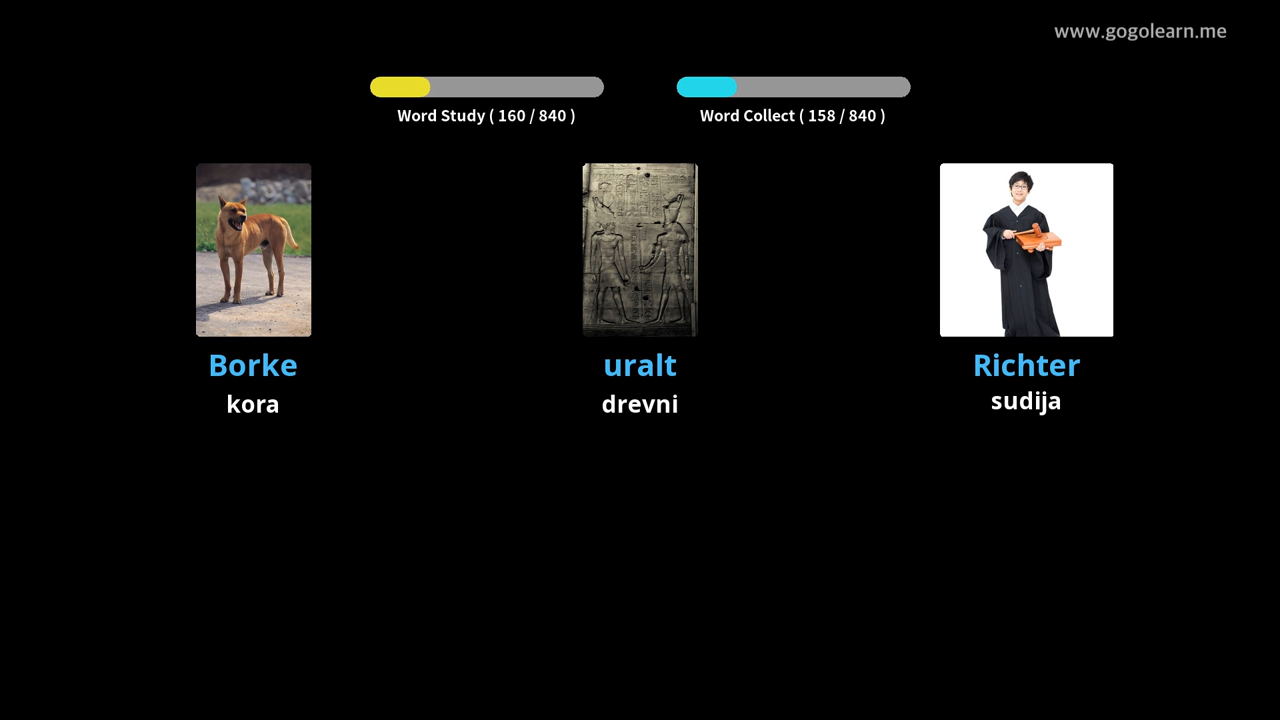 www.gogolearn.me
Word Study ( 160 / 840 )
Word Collect ( 158 / 840 )
Borke
kora
uralt
drevni
Richter
sudija